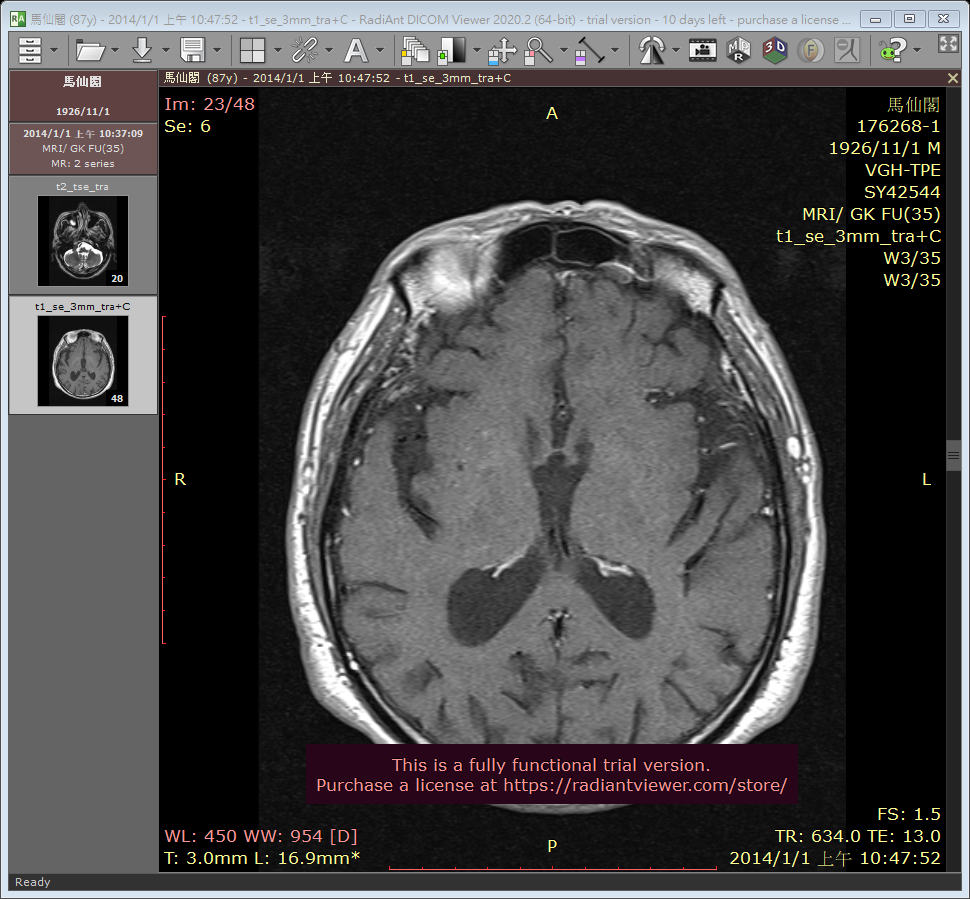 馬仙閣 (87y) - 2014/1/1 上午 10:47:52 - t1_se_3mm_tra+C - RadiAnt DICOM Viewer 2020.2 (64-bit) - trial version - 10 days left - purchase a license ...
馬仙閣
1926/11/1
2014/1/1 上午 10:37:09
MRI/ GK FU(35)
MR: 2 series
t2_tse_tra
20
t1_se_3mm_tra+C
48
馬仙閣 (87y) - 2014/1/1 上午 10:47:52 - t1_se_3mm_tra+C
Im: 23/48
Se: 6
A
馬仙閣
176268-1
1926/11/1 M
VGH-TPE
SY42544
MRI/ GK FU(35)
t1_se_3mm_tra+C
W3/35
W3/35
R
L
This is a fully functional trial version.
Purchase a license at https://radiantviewer.com/store/
WL: 450 WW: 954 [D]
T: 3.0mm L: 16.9mm*
P
FS: 1.5
TR: 634.0 TE: 13.0
2014/1/1 上午 10:47:52
Ready